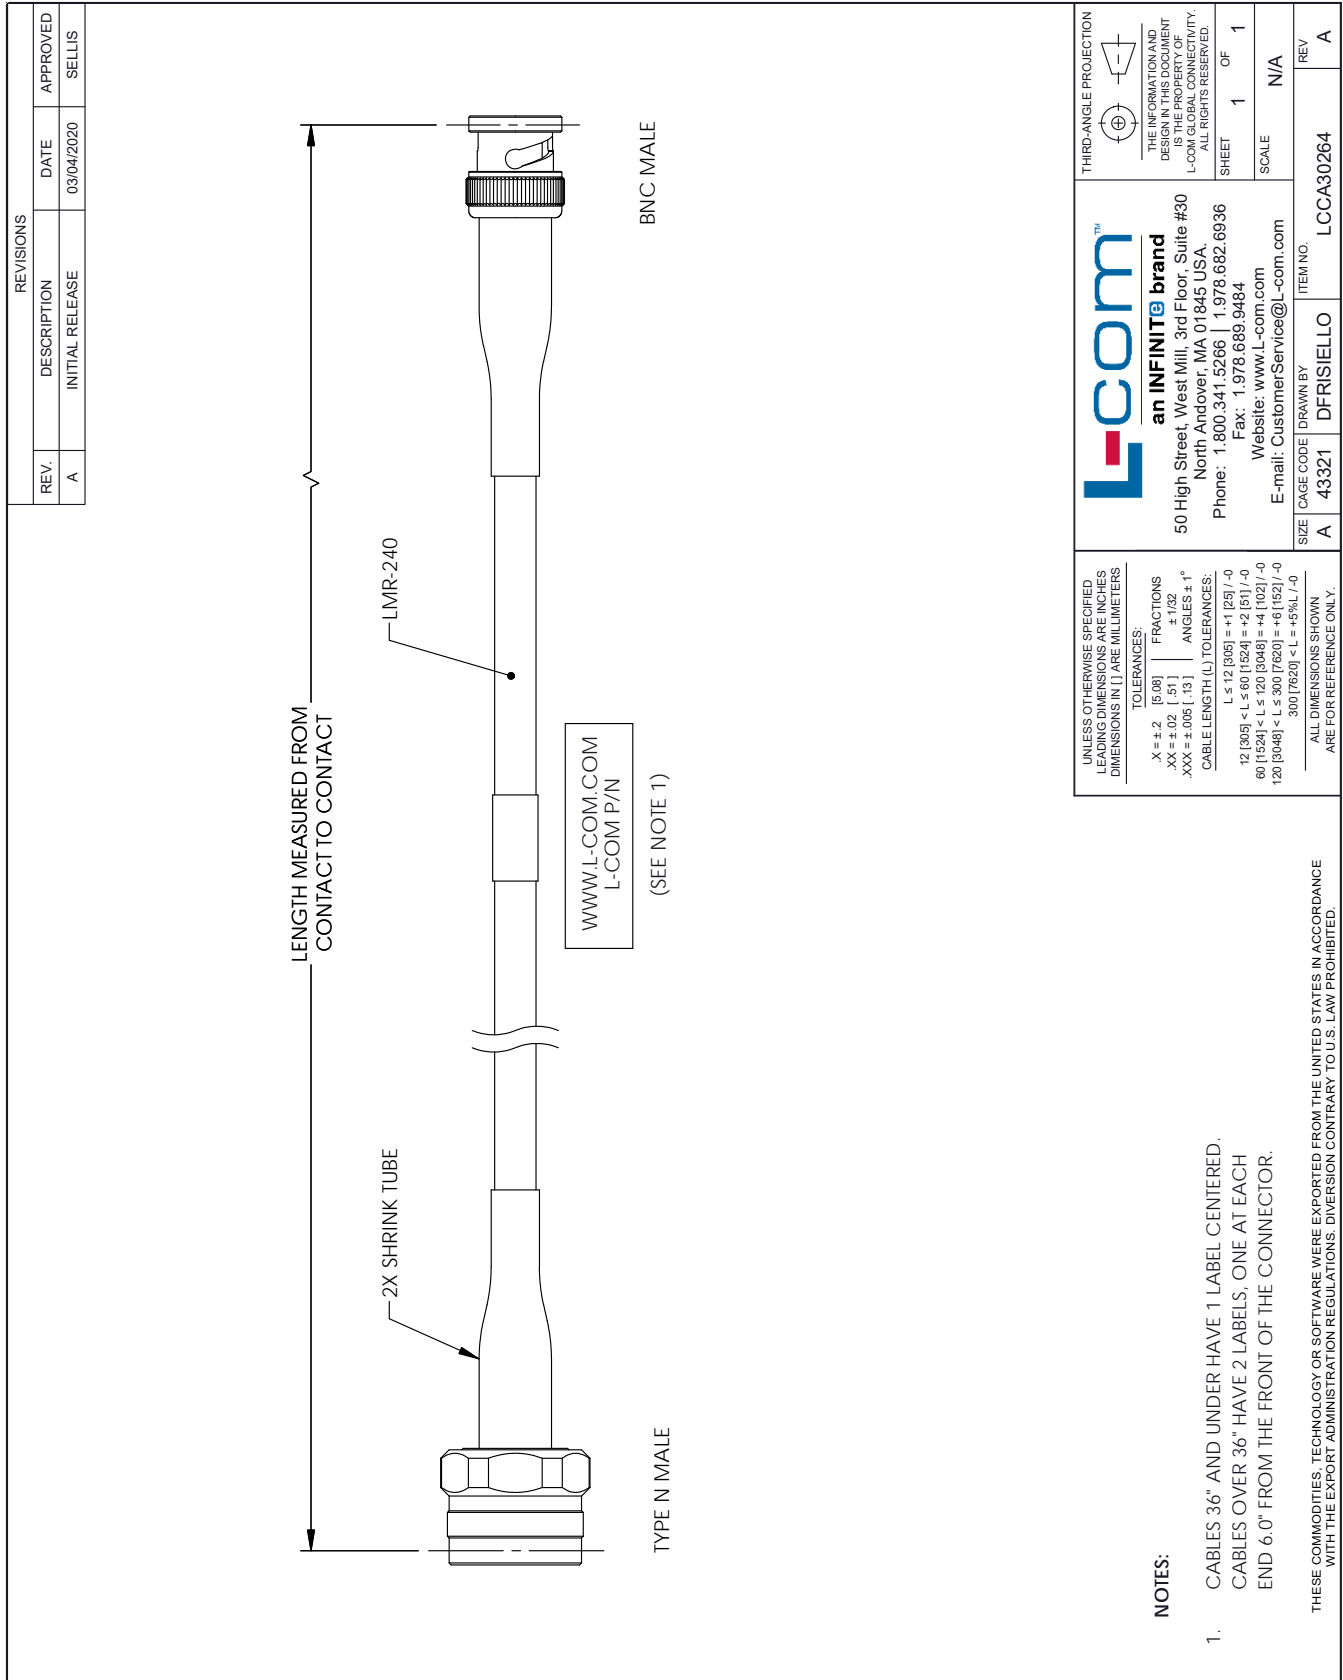 REVISIONS
REV. DESCRIPTION DATE APPROVED
A INITIAL RELEASE 03/04/2020 SELLIS
LENGTH MEASURED FROM
CONTACT TO CONTACT
2X SHRINK TUBE
LMR-240
WWW.L-COM.COM
L-COM P/N
(SEE NOTE 1)
TYPE N MALE
BNC MALE
NOTES:
1. CABLES 36" AND UNDER HAVE 1 LABEL CENTERED.
CABLES OVER 36" HAVE 2 LABELS, ONE AT EACH
END 6.0" FROM THE FRONT OF THE CONNECTOR.
THESE COMMODITIES, TECHNOLOGY OR SOFTWARE WERE EXPORTED FROM THE UNITED STATES IN ACCORDANCE
WITH THE EXPORT ADMINISTRATION REGULATIONS. DIVERSION CONTRARY TO U.S. LAW PROHIBITED.
UNLESS OTHERWISE SPECIFIED
LEADING DIMENSIONS ARE INCHES
DIMENSIONS IN [ ] ARE MILLIMETERS
TOLERANCES:
.X = ± .2 [5.08] FRACTIONS
.XX = ± .02 [ .51 ] ± 1/32
.XXX = ± .005 [ .13 ] ANGLES ± 1°
CABLE LENGTH (L) TOLERANCES:
L ≤ 12 [305] = +1 [25] / -0
12 [305] < L ≤ 60 [1524] = +2 [51] / -0
60 [1524] < L ≤ 120 [3048] = +4 [102] / -0
120 [3048] < L ≤ 300 [7620] = +6 [152] / -0
300 [7620] < L = +5%L / -0
ALL DIMENSIONS SHOWN
ARE FOR REFERENCE ONLY.
L-com™
an INFINITe brand
50 High Street, West Mill, 3rd Floor, Suite #30
North Andover, MA 01845 USA.
Phone: 1.800.341.5266 | 1.978.682.6936
Fax: 1.978.689.9484
Website: www.L-com.com
E-mail: CustomerService@L-com.com
THIRD-ANGLE PROJECTION
THE INFORMATION AND
DESIGN IN THIS DOCUMENT
IS THE PROPERTY OF
L-COM GLOBAL CONNECTIVITY.
ALL RIGHTS RESERVED.
SHEET 1 OF 1
SCALE N/A
SIZE CAGE CODE DRAWN BY ITEM NO. REV
A 43321 DFRISIELLO LCCA30264 A